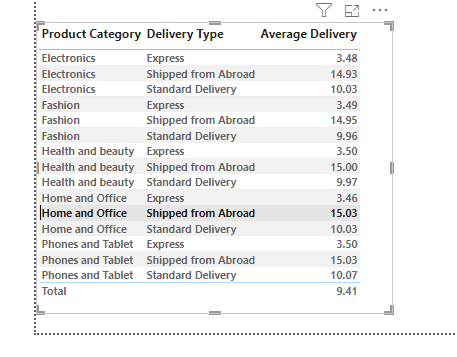 Product Category Delivery Type Average Delivery
Electronics Express 3.48
Electronics Shipped from Abroad 14.93
Electronics Standard Delivery 10.03
Fashion Express 3.49
Fashion Shipped from Abroad 14.95
Fashion Standard Delivery 9.96
Health and beauty Express 3.50
Health and beauty Shipped from Abroad 15.00
Health and beauty Standard Delivery 9.97
Home and Office Express 3.46
Home and Office Shipped from Abroad 15.03
Home and Office Standard Delivery 10.03
Phones and Tablet Express 3.50
Phones and Tablet Shipped from Abroad 15.03
Phones and Tablet Standard Delivery 10.07
Total 9.41